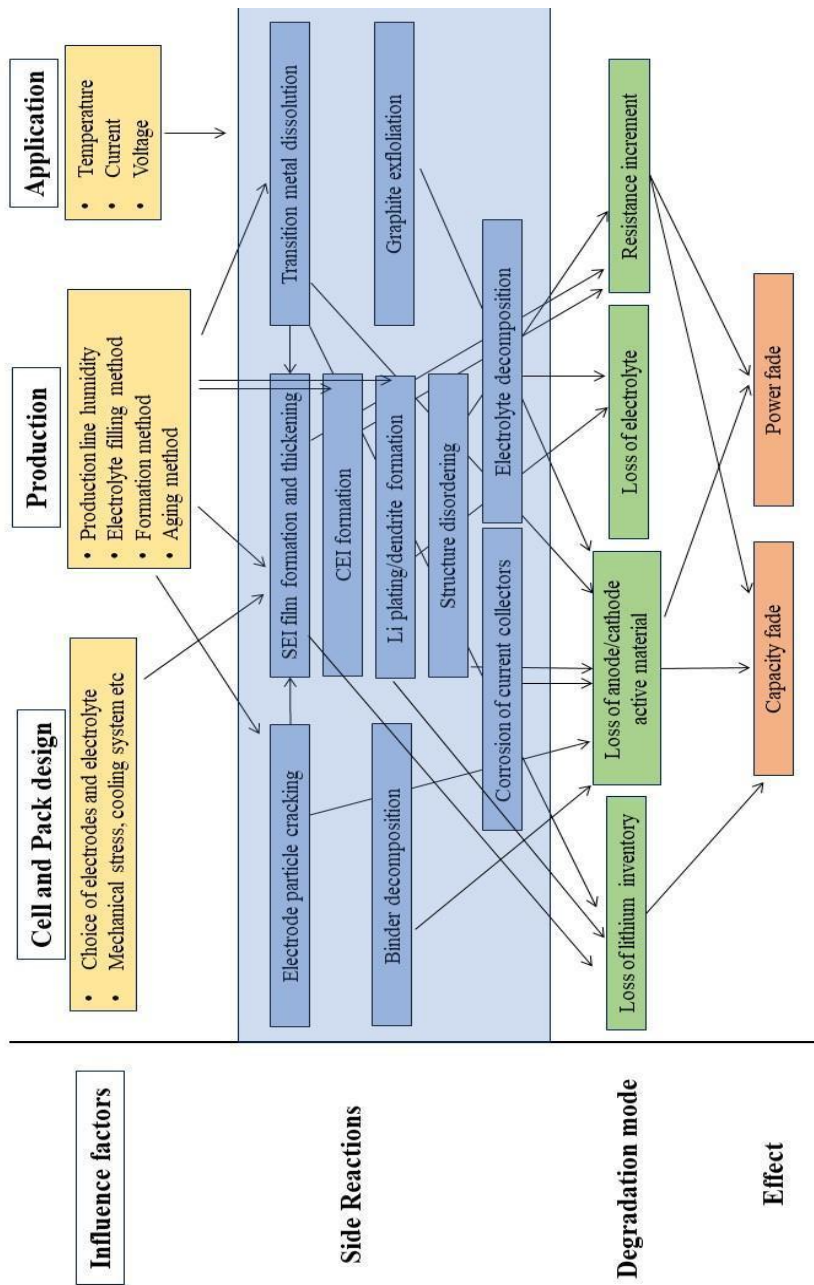 Influence factors
Cell and Pack design
Production
Application
• Choice of electrodes and electrolyte
• Mechanical stress, cooling system etc
• Production line humidity
• Electrolyte filling method
• Formation method
• Aging method
• Temperature
• Current
• Voltage
Side Reactions
Electrode particle cracking
SEI film formation and thickening
Transition metal dissolution
CEI formation
Binder decomposition
Li plating/dendrite formation
Graphite exfloliation
Structure disordering
Corrosion of current collectors
Electrolyte decomposition
Degradation mode
Loss of lithium inventory
Loss of anode/cathode
active material
Loss of electrolyte
Resistance increment
Effect
Capacity fade
Power fade